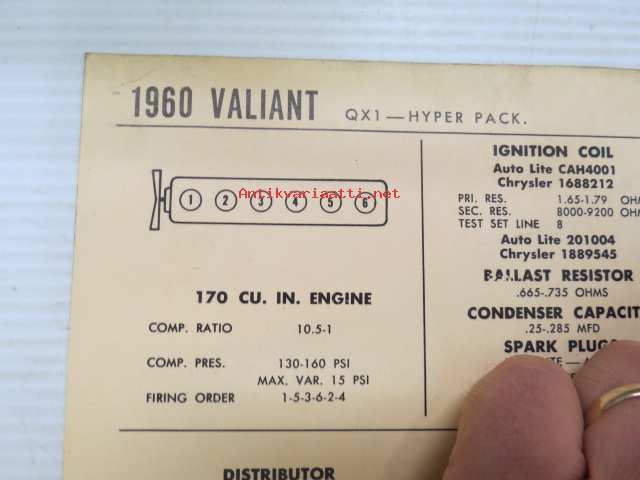 1960 VALIANT QX1—HYPER PACK.
1 2 3 4 5 6
Antikvariaatti.net
170 CU. IN. ENGINE
COMP. RATIO 10.5-1
COMP. PRES. 130-160 PSI
MAX. VAR. 15 PSI
FIRING ORDER 1-5-3-6-2-4
DISTRIBUTOR
IGNITION COIL
Auto Lite CAH4001
Chrysler 1688212
PRI. RES. 1.65-1.79
SEC. RES. 8000-9200
TEST SET LINE 8
Auto Lite 201004
Chrysler 1889545
BALLAST RESISTOR
.665-.735 OHMS
CONDENSER
.25-.285 MFD
SPARK